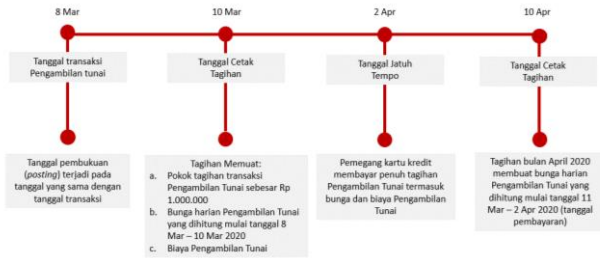 8 Mar
10 Mar
2 Apr
10 Apr
Tanggal transaksi
Pengambilan tunai
Tanggal Cetak
Tagihan
Tanggal Jatuh
Tempo
Tanggal Cetak
Tagihan
Tanggal pembukuan
(posting) terjadi pada
tanggal yang sama dengan
tanggal transaksi
Tagihan Memuat:
a. Pokok tagihan transaksi
Pengambilan Tunai sebesar Rp
1.000.000
b. Bunga harian Pengambilan Tunai
yang dihitung mulai tanggal 8
Mar – 10 Mar 2020
c. Biaya Pengambilan Tunai
Pemegang kartu kredit
membayar penuh tagihan
Pengambilan Tunai termasuk
bunga dan biaya Pengambilan
Tunai
Tagihan bulan April 2020
membuat bunga harian
Pengambilan Tunai yang
dihitung mulai tanggal 11
Mar – 2 Apr 2020 (tanggal
pembayaran)